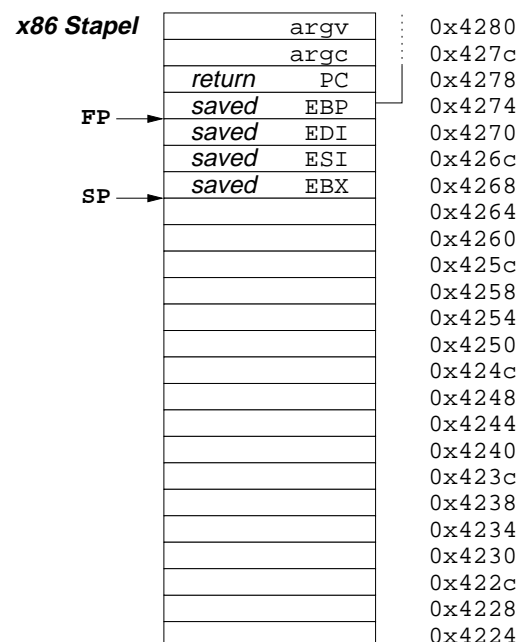 x86 Stapel argv 0x4280
argc 0x427c
return PC 0x4278
saved EBP 0x4274
FP
saved EDI 0x4270
saved ESI 0x426c
saved EBX 0x4268
SP
0x4264
0x4260
0x425c
0x4258
0x4254
0x4250
0x424c
0x4248
0x4244
0x4240
0x423c
0x4238
0x4234
0x4230
0x422c
0x4228
0x4224